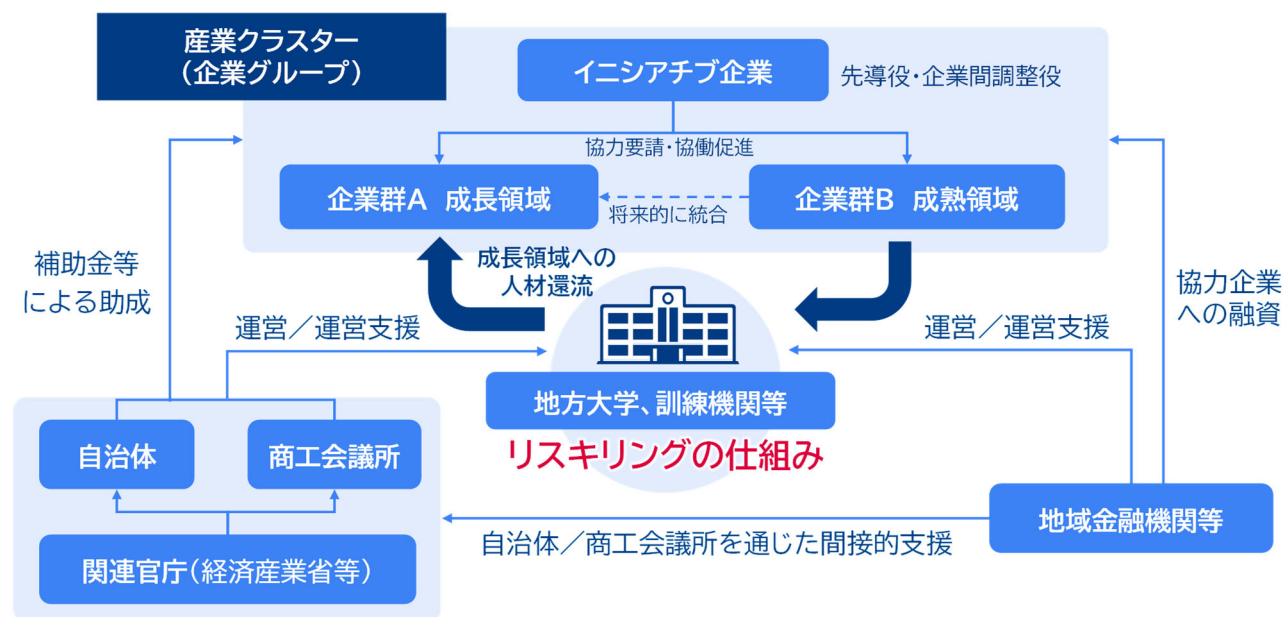 産業クラスター
（企業グループ）
イニシアチブ企業
先導役・企業間調整役
協力要請・協働促進
企業群A 成長領域
企業群B 成熟領域
将来的に統合
成長領域への
人材還流
補助金等
による助成
協力企業
への融資
運営／運営支援
運営／運営支援
地方大学、訓練機関等
リスキリングの仕組み
自治体
商工会議所
地域金融機関等
自治体／商工会議所を通じた間接的支援
関連官庁（経済産業省等）